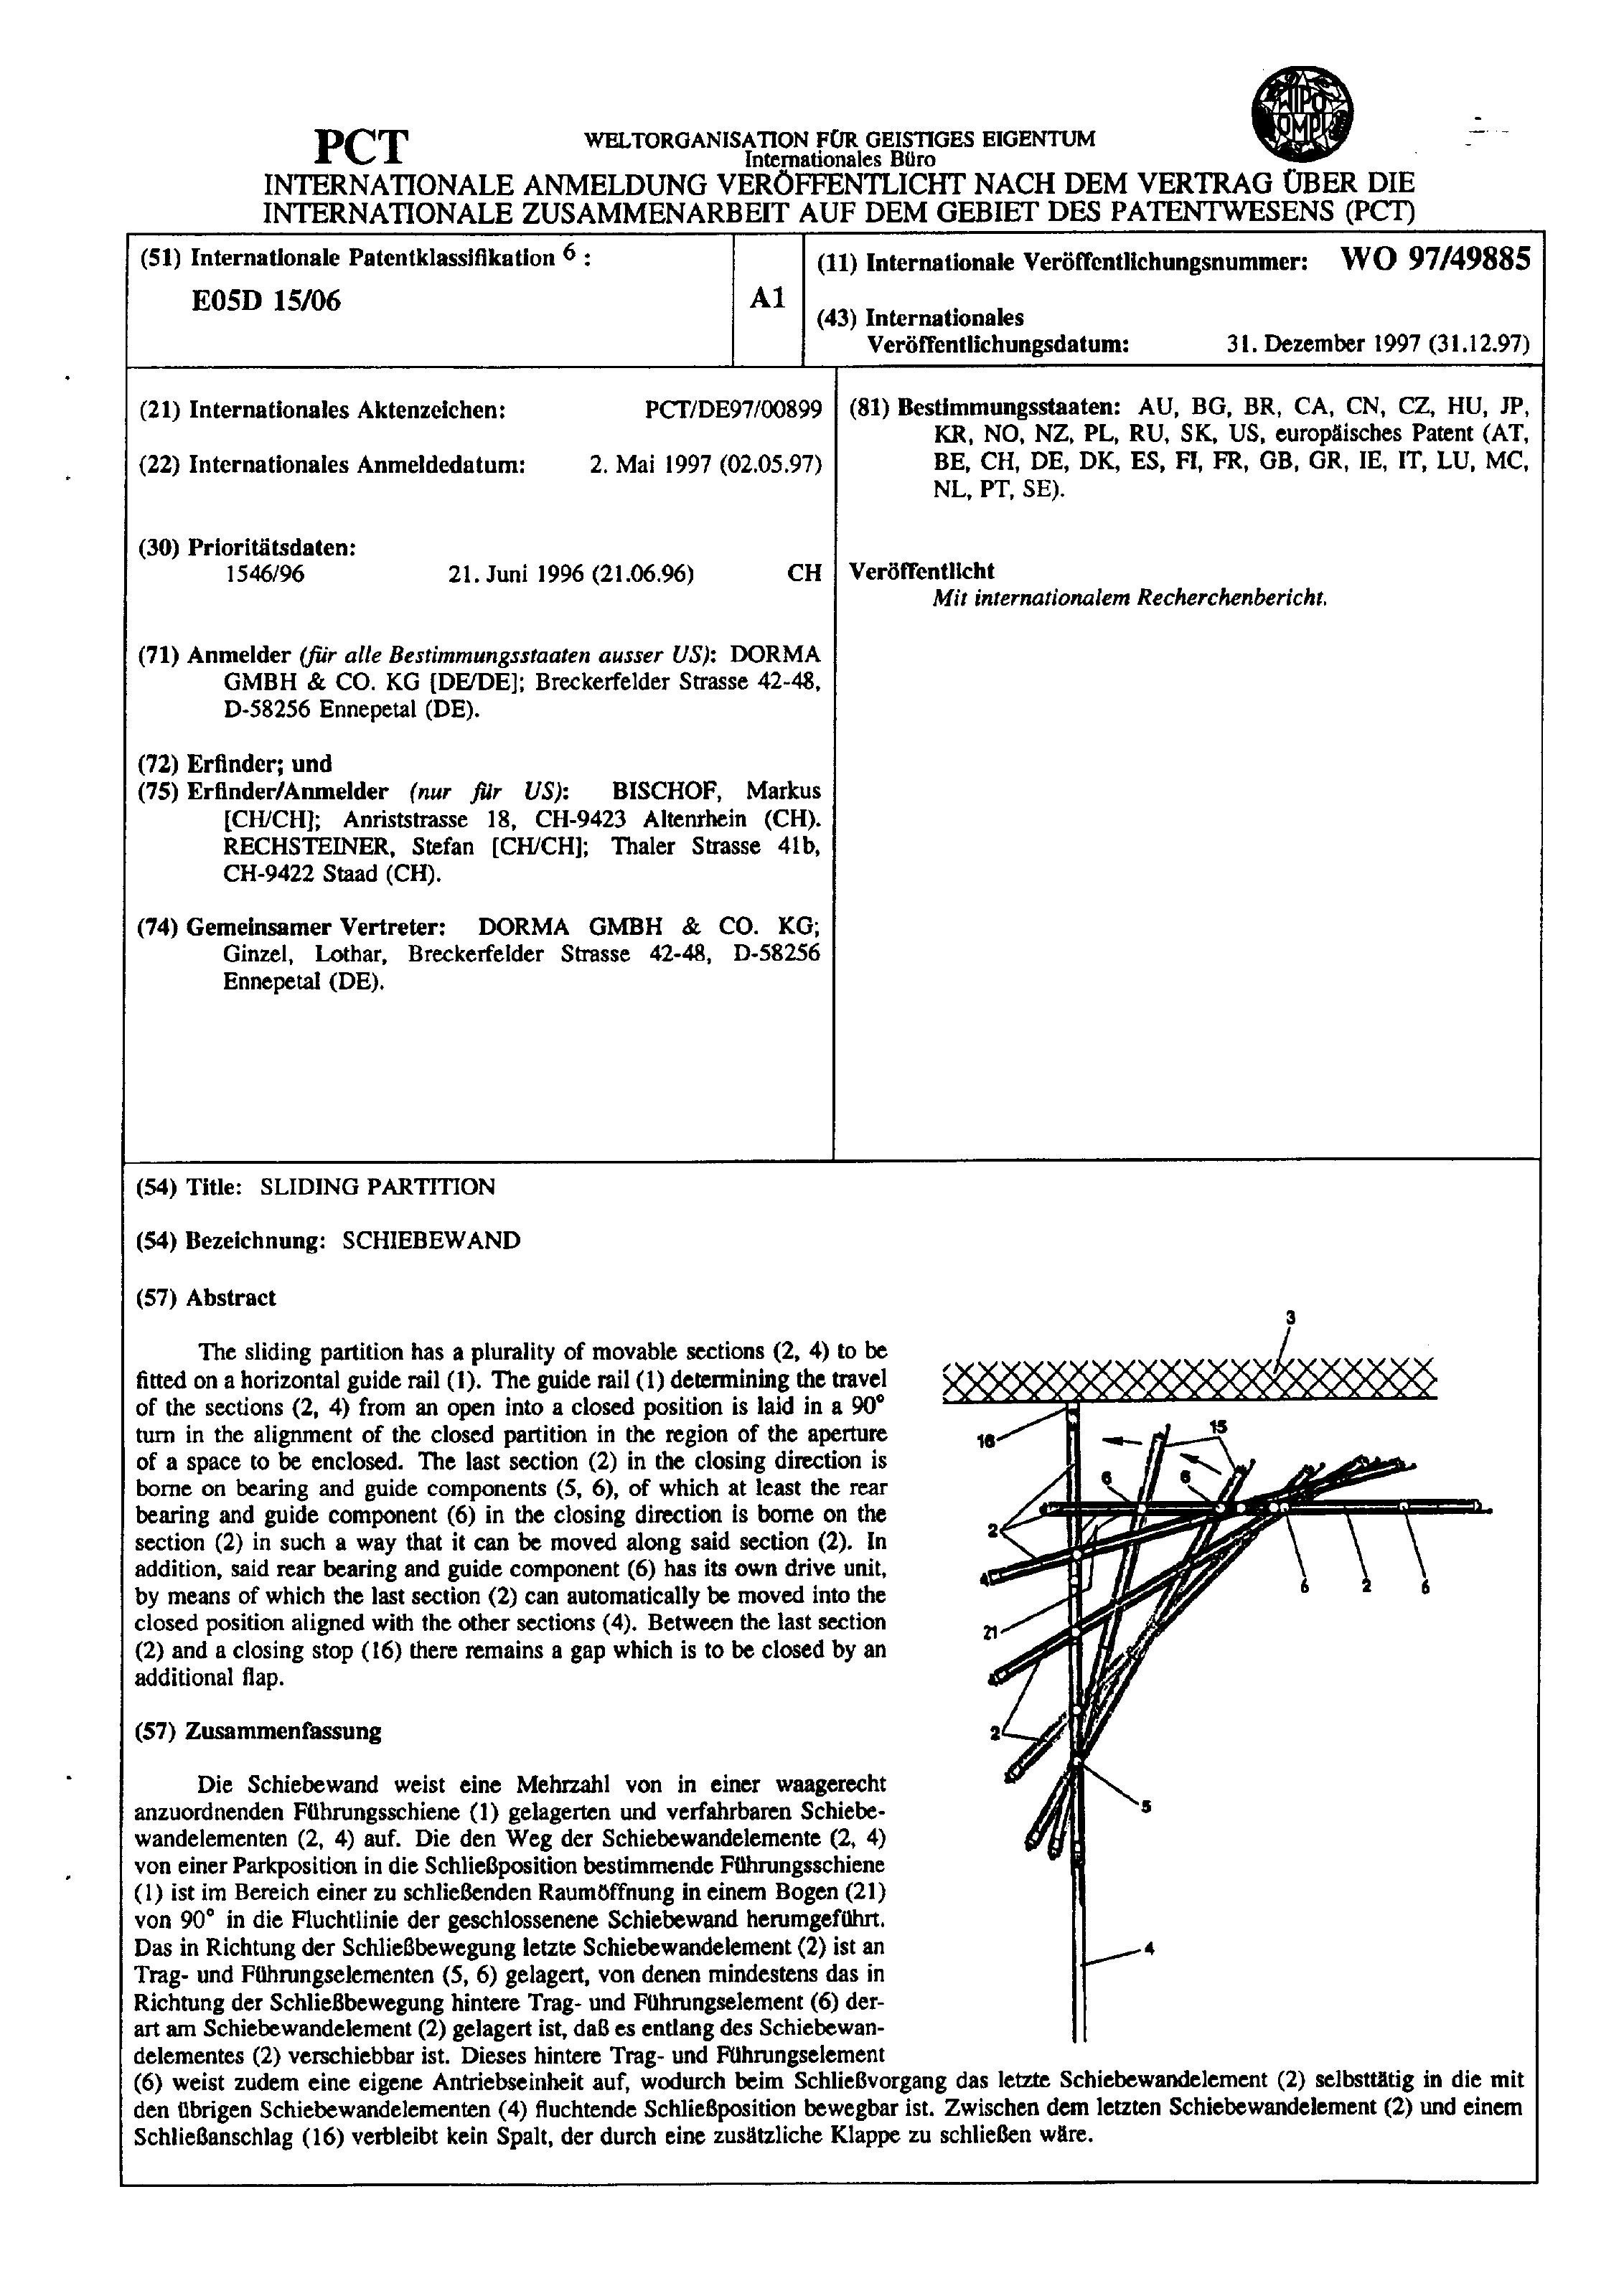 WIPO
OMPI
PCT
WELTORGANISATION FÜR GEISTIGES EIGENTUM
Internationales Büro
INTERNATIONALE ANMELDUNG VERÖFFENTLICHT NACH DEM VERTRAG ÜBER DIE
INTERNATIONALE ZUSAMMENARBEIT AUF DEM GEBIET DES PATENTWESENS (PCT)
(51) Internationale Patentklassifikation 6 :
E05D 15/06
A1
(11) Internationale Veröffentlichungsnummer: WO 97/49885
(43) Internationales
Veröffentlichungsdatum: 31. Dezember 1997 (31.12.97)
(21) Internationales Aktenzeichen: PCT/DE97/00899
(22) Internationales Anmeldedatum: 2. Mai 1997 (02.05.97)
(30) Prioritätsdaten:
1546/96 21. Juni 1996 (21.06.96) CH
(71) Anmelder (für alle Bestimmungsstaaten ausser US): DORMA
GMBH & CO. KG [DE/DE]; Breckerfelder Strasse 42-48,
D-58256 Ennepetal (DE).
(72) Erfinder; und
(75) Erfinder/Anmelder (nur für US): BISCHOF, Markus
[CH/CH]; Anriststrasse 18, CH-9423 Altenrhein (CH).
RECHSTEINER, Stefan [CH/CH]; Thaler Strasse 41b,
CH-9422 Staad (CH).
(74) Gemeinsamer Vertreter: DORMA GMBH & CO. KG;
Ginzel, Lothar, Breckerfelder Strasse 42-48, D-58256
Ennepetal (DE).
(81) Bestimmungsstaaten: AU, BG, BR, CA, CN, CZ, HU, JP,
KR, NO, NZ, PL, RU, SK, US, europäisches Patent (AT,
BE, CH, DE, DK, ES, FI, FR, GB, GR, IE, IT, LU, MC,
NL, PT, SE).
Veröffentlicht
Mit internationalem Recherchenbericht.
(54) Title: SLIDING PARTITION
(54) Bezeichnung: SCHIEBEWAND
(57) Abstract
The sliding partition has a plurality of movable sections (2, 4) to be
fitted on a horizontal guide rail (1). The guide rail (1) determining the travel
of the sections (2, 4) from an open into a closed position is laid in a 90°
turn in the alignment of the closed partition in the region of the aperture
of a space to be enclosed. The last section (2) in the closing direction is
borne on bearing and guide components (5, 6), of which at least the rear
bearing and guide component (6) in the closing direction is borne on the
section (2) in such a way that it can be moved along said section (2). In
addition, said rear bearing and guide component (6) has its own drive unit,
by means of which the last section (2) can automatically be moved into the
closed position aligned with the other sections (4). Between the last section
(2) and a closing stop (16) there remains a gap which is to be closed by an
additional flap.
(57) Zusammenfassung
Die Schiebewand weist eine Mehrzahl von in einer waagerecht
anzuordnenden Führungsschiene (1) gelagerten und verfahrbaren Schiebe-
wandelementen (2, 4) auf. Die den Weg der Schiebewandelemente (2, 4)
von einer Parkposition in die Schließposition bestimmende Führungsschiene
(1) ist im Bereich einer zu schließenden Raumöffnung in einem Bogen (21)
von 90° in die Fluchtlinie der geschlossenene Schiebewand herumgeführt.
Das in Richtung der Schließbewegung letzte Schiebewandelement (2) ist an
Trag- und Führungselementen (5, 6) gelagert, von denen mindestens das in
Richtung der Schließbewegung hintere Trag- und Führungselement (6) der-
art am Schiebewandelement (2) gelagert ist, daß es entlang des Schiebewan-
delementes (2) verschiebbar ist. Dieses hintere Trag- und Führungselement
(6) weist zudem eine eigene Antriebseinheit auf, wodurch beim Schließvorgang das letzte Schiebewandelement (2) selbsttätig in die mit
den übrigen Schiebewandelementen (4) fluchtende Schließposition bewegbar ist. Zwischen dem letzten Schiebewandelement (2) und einem
Schließanschlag (16) verbleibt kein Spalt, der durch eine zusätzliche Klappe zu schließen wäre.
3
16
15
6
6
2
4
6
2
6
21
2
5
4